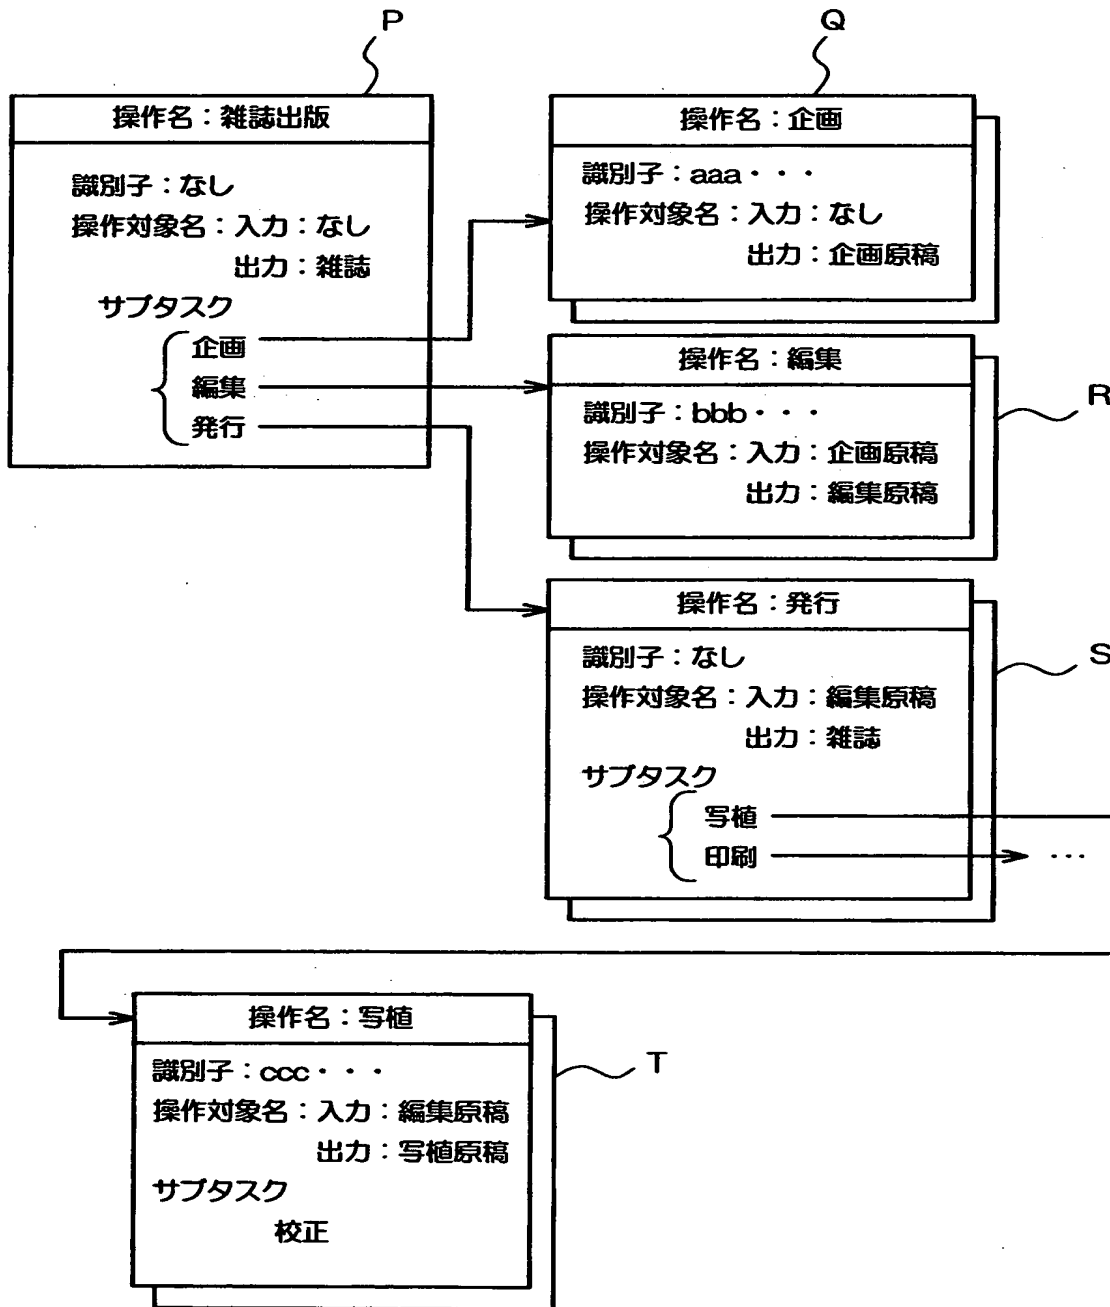 P
操作名：雑誌出版
識別子：なし
操作対象名：入力：なし
出力：雑誌
サブタスク
企画
編集
発行
Q
操作名：企画
識別子：aaa・・・
操作対象名：入力：なし
出力：企画原稿
操作名：編集
R
識別子：bbb・・・
操作対象名：入力：企画原稿
出力：編集原稿
操作名：発行
S
識別子：なし
操作対象名：入力：編集原稿
出力：雑誌
サブタスク
写植
印刷 …
操作名：写植
T
識別子：ccc・・・
操作対象名：入力：編集原稿
出力：写植原稿
サブタスク
校正